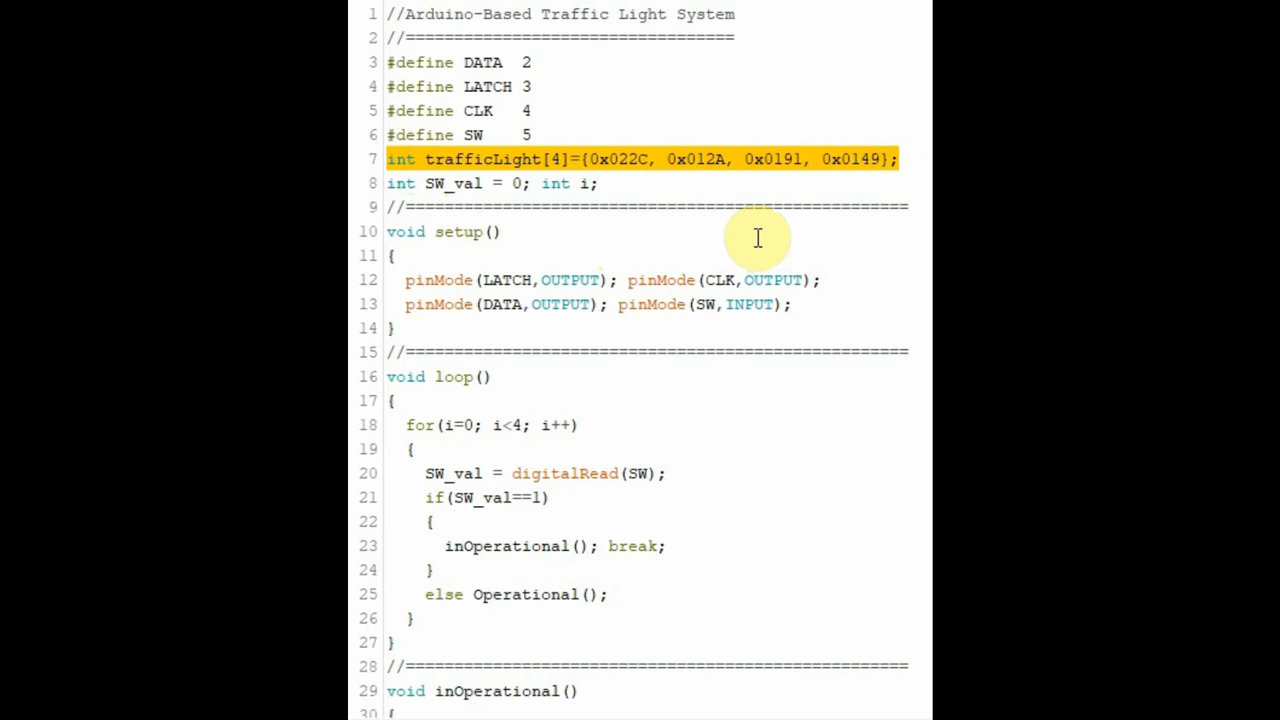 1 //Arduino-Based Traffic Light System
2 //==================================
3 #define DATA  2
4 #define LATCH 3
5 #define CLK   4
6 #define SW    5
7 int trafficLight[4]={0x022C, 0x012A, 0x0191, 0x0149};
8 int SW_val = 0; int i;
9 //====================================================
10 void setup()
11 {
12   pinMode(LATCH,OUTPUT); pinMode(CLK,OUTPUT);
13   pinMode(DATA,OUTPUT); pinMode(SW,INPUT);
14 }
15 //====================================================
16 void loop()
17 {
18   for(i=0; i<4; i++)
19   {
20     SW_val = digitalRead(SW);
21     if(SW_val==1)
22     {
23       inOperational(); break;
24     }
25     else Operational();
26   }
27 }
28 //====================================================
29 void inOperational()
30 {